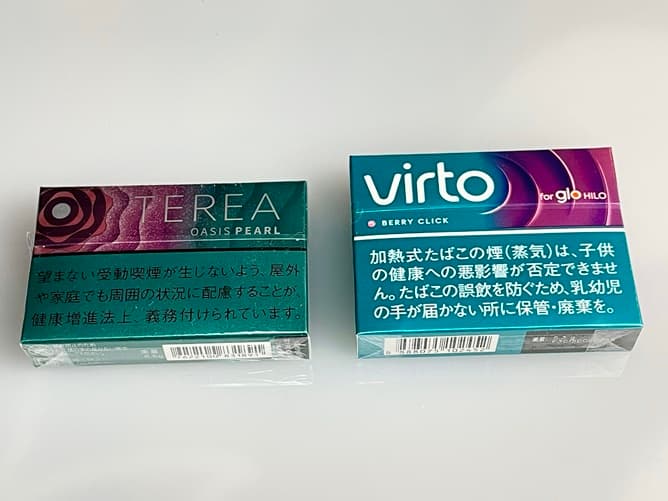 TEREA
OASIS PEARL
望まない受動喫煙が生じないよう、屋外
や家庭でも周囲の状況に配慮することが、
健康増進法上、義務付けられています。
virto
for glo HILO
BERRY CLICK
加熱式たばこの煙(蒸気)は、子供
の健康への悪影響が否定できませ
ん。たばこの誤飲を防ぐため、乳幼児
の手が届かない所に保管・廃棄を。